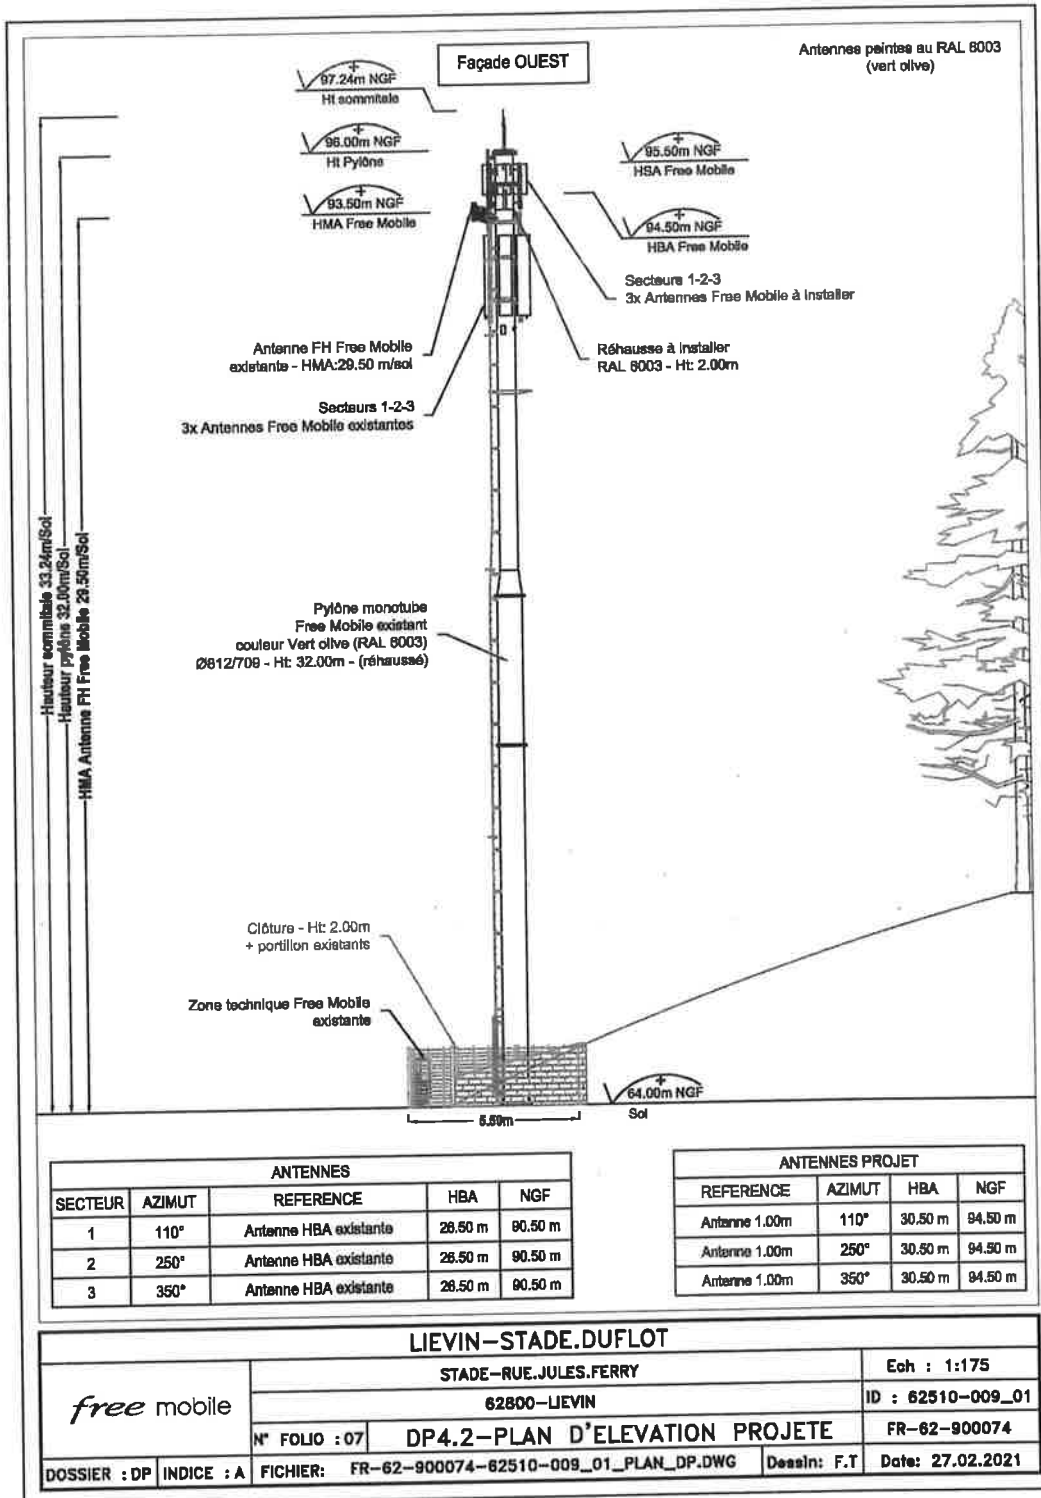 Façade OUEST
Antennes peintes au RAL 6003
(vert olive)
97.24m NGF
Ht sommitale
96.00m NGF
Ht Pylône
93.50m NGF
HMA Free Mobile
95.50m NGF
HSA Free Mobile
94.50m NGF
HBA Free Mobile
Secteurs 1-2-3
3x Antennes Free Mobile à installer
Antenne FH Free Mobile
existante - HMA:29.50 m/sol
Réhausse à installer
RAL 6003 - Ht: 2.00m
Secteurs 1-2-3
3x Antennes Free Mobile existantes
Hauteur sommitale 33.24m/Sol
Hauteur pylône 32.00m/Sol
HMA Antenne FH Free Mobile 29.50m/Sol
Pylône monotube
Free Mobile existant
couleur Vert olive (RAL 6003)
Ø812/709 - Ht: 32.00m - (réhaussé)
Clôture - Ht: 2.00m
+ portillon existants
Zone technique Free Mobile
existante
64.00m NGF
Sol
5.50m
ANTENNES
SECTEUR AZIMUT REFERENCE HBA NGF
1 110° Antenne HBA existante 26.50 m 90.50 m
2 250° Antenne HBA existante 26.50 m 90.50 m
3 350° Antenne HBA existante 26.50 m 90.50 m
ANTENNES PROJET
REFERENCE AZIMUT HBA NGF
Antenne 1.00m 110° 30.50 m 94.50 m
Antenne 1.00m 250° 30.50 m 94.50 m
Antenne 1.00m 350° 30.50 m 94.50 m
LIEVIN-STADE.DUFLOT
free mobile
STADE-RUE.JULES.FERRY
Ech : 1:175
62800-LIEVIN
ID : 62510-009_01
N° FOLIO : 07
DP4.2-PLAN D'ELEVATION PROJETE
FR-62-900074
DOSSIER : DP
INDICE : A
FICHIER: FR-62-900074-62510-009_01_PLAN_DP.DWG
Dessin: F.T
Date: 27.02.2021